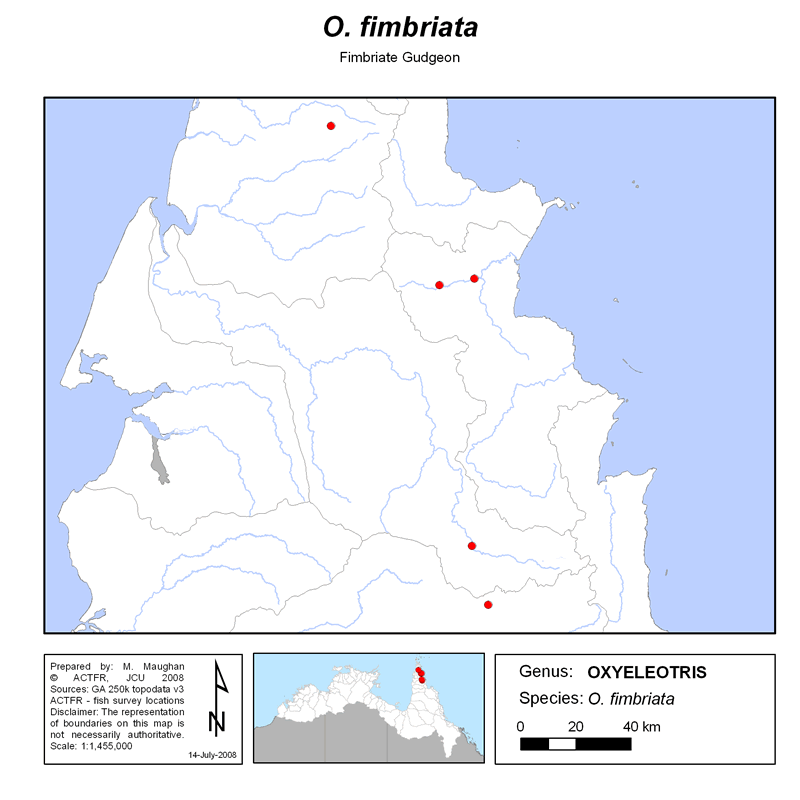 O. fimbriata
Fimbriate Gudgeon
Prepared by: M. Maughan
© ACTFR, JCU 2008
Sources: GA 250k topodata v3
ACTFR - fish survey locations
Disclaimer: The representation
of boundaries on this map is
not necessarily authoritative.
Scale: 1:1,455,000
N
14-July-2008
Genus: OXYELEOTRIS
Species: O. fimbriata
0 20 40 km